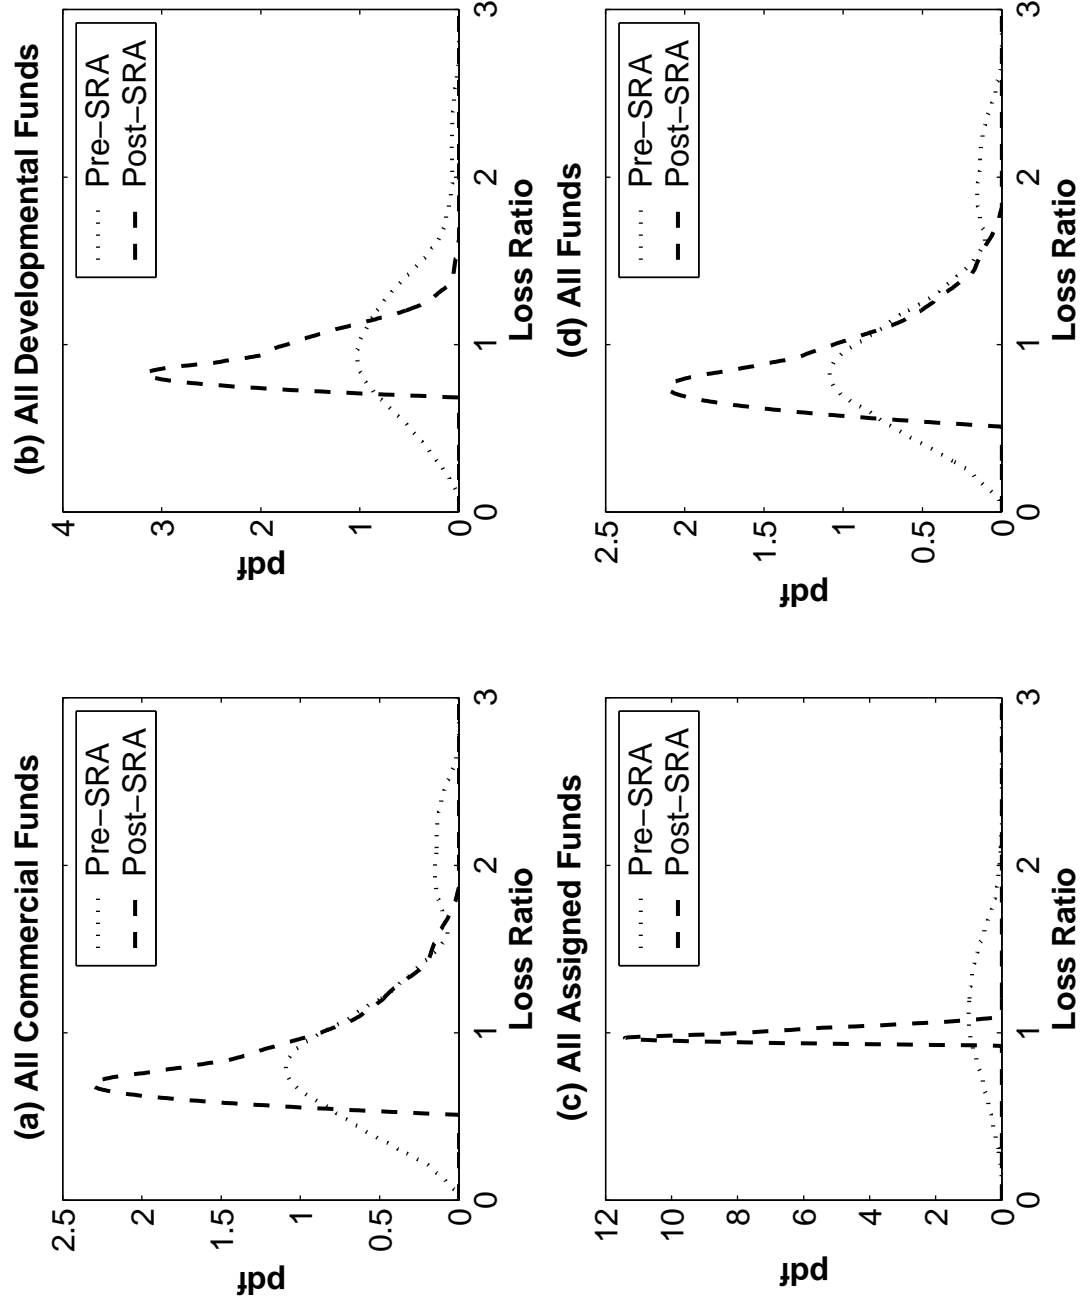 (a) All Commercial Funds
2.5
2
1.5
1
0.5
0
pdf
0
1
2
3
Loss Ratio
Pre−SRA
Post−SRA
(b) All Developmental Funds
4
3
2
1
0
pdf
0
1
2
3
Loss Ratio
Pre−SRA
Post−SRA
(c) All Assigned Funds
12
10
8
6
4
2
0
pdf
0
1
2
3
Loss Ratio
Pre−SRA
Post−SRA
(d) All Funds
2.5
2
1.5
1
0.5
0
pdf
0
1
2
3
Loss Ratio
Pre−SRA
Post−SRA